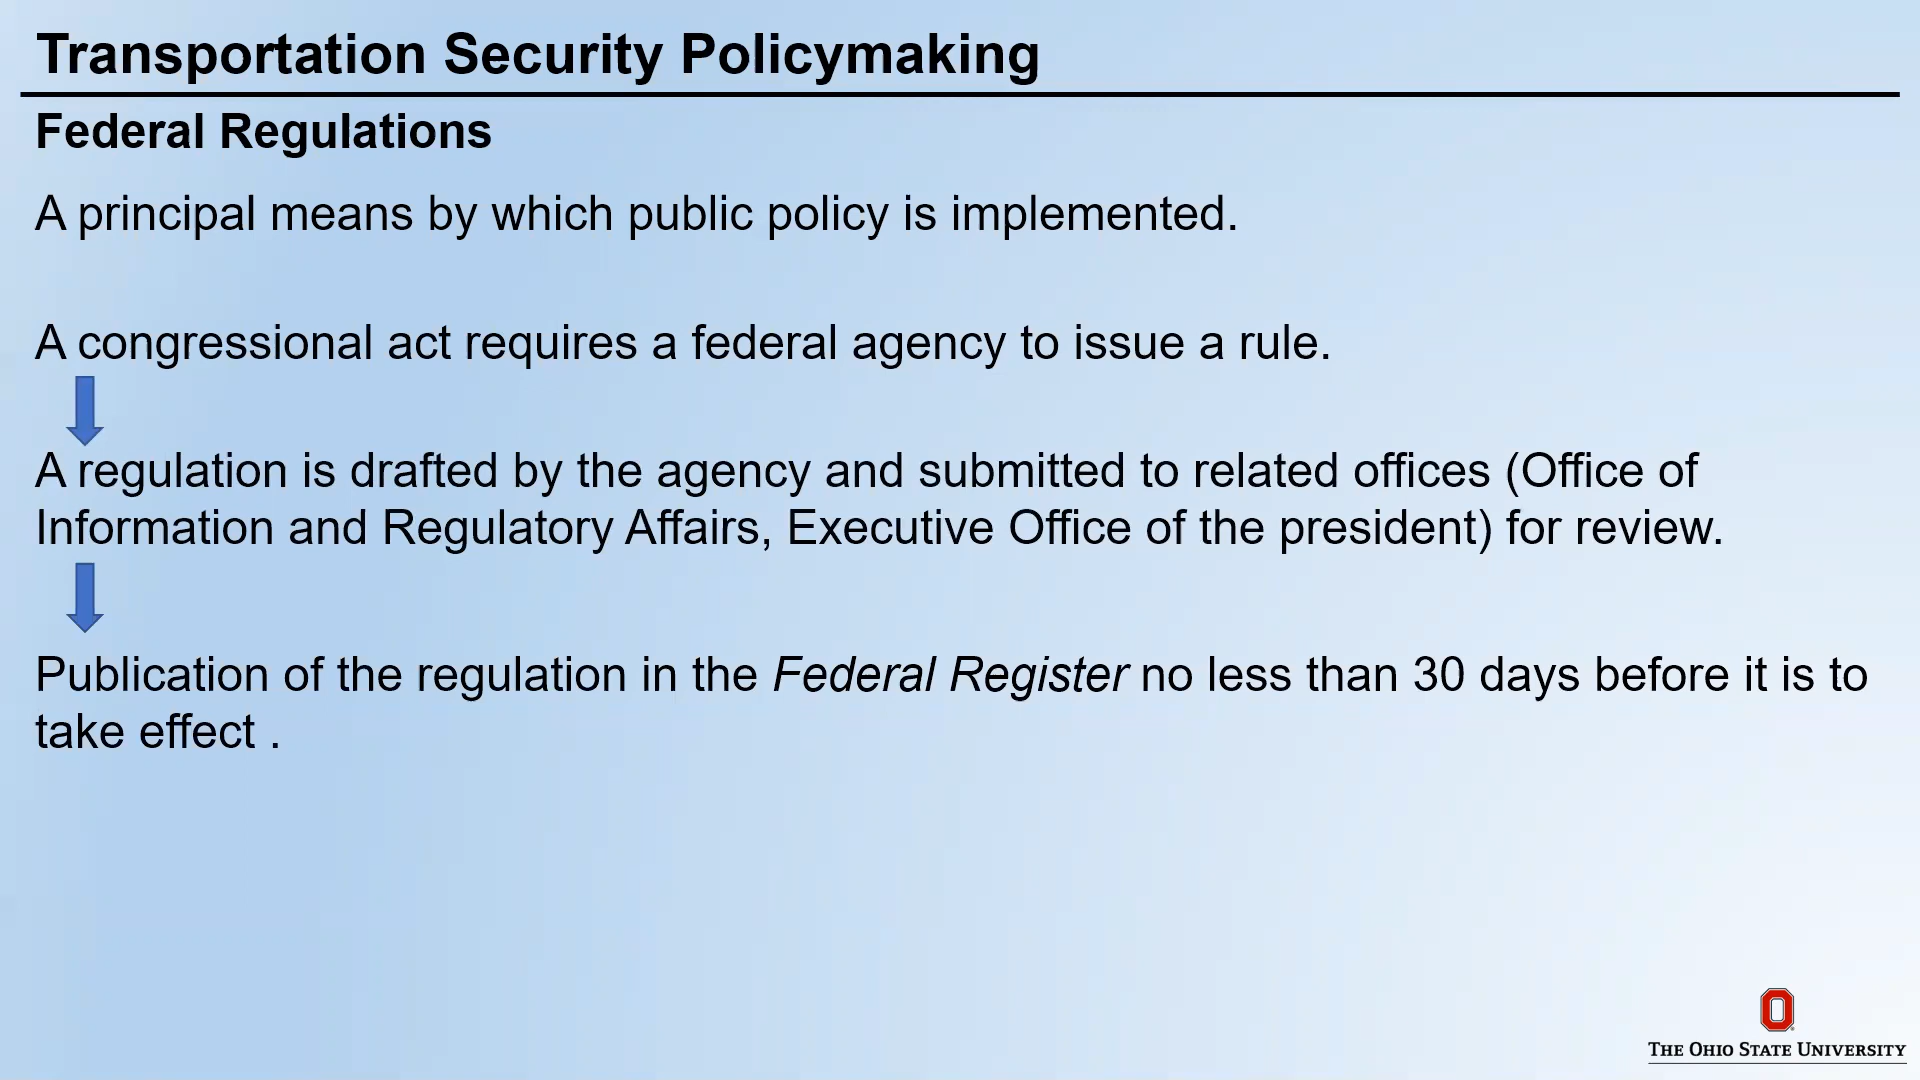 Transportation Security Policymaking
Federal Regulations
A principal means by which public policy is implemented.
A congressional act requires a federal agency to issue a rule.
A regulation is drafted by the agency and submitted to related offices (Office of
Information and Regulatory Affairs, Executive Office of the president) for review.
Publication of the regulation in the Federal Register no less than 30 days before it is to
take effect .
O
THE OHIO STATE UNIVERSITY